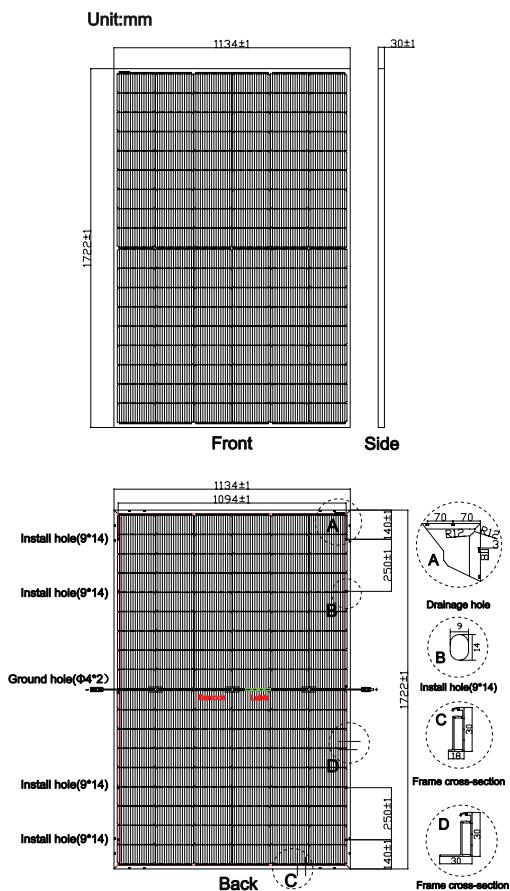 Unit:mm
1134±1
30±1
1722±1
Front
Side
1134±1
1094±1
A
140±1
Install hole(9*14)
250±1
Install hole(9*14)
B
Ground hole(Φ4*2)
1722±1
D
Install hole(9*14)
250±1
Install hole(9*14)
140±1
Back
C
70 70
R12
R12
A
Drainage hole
9
14
B
Install hole(9*14)
C
30
18
Frame cross-section
D
30
30
Frame cross-section